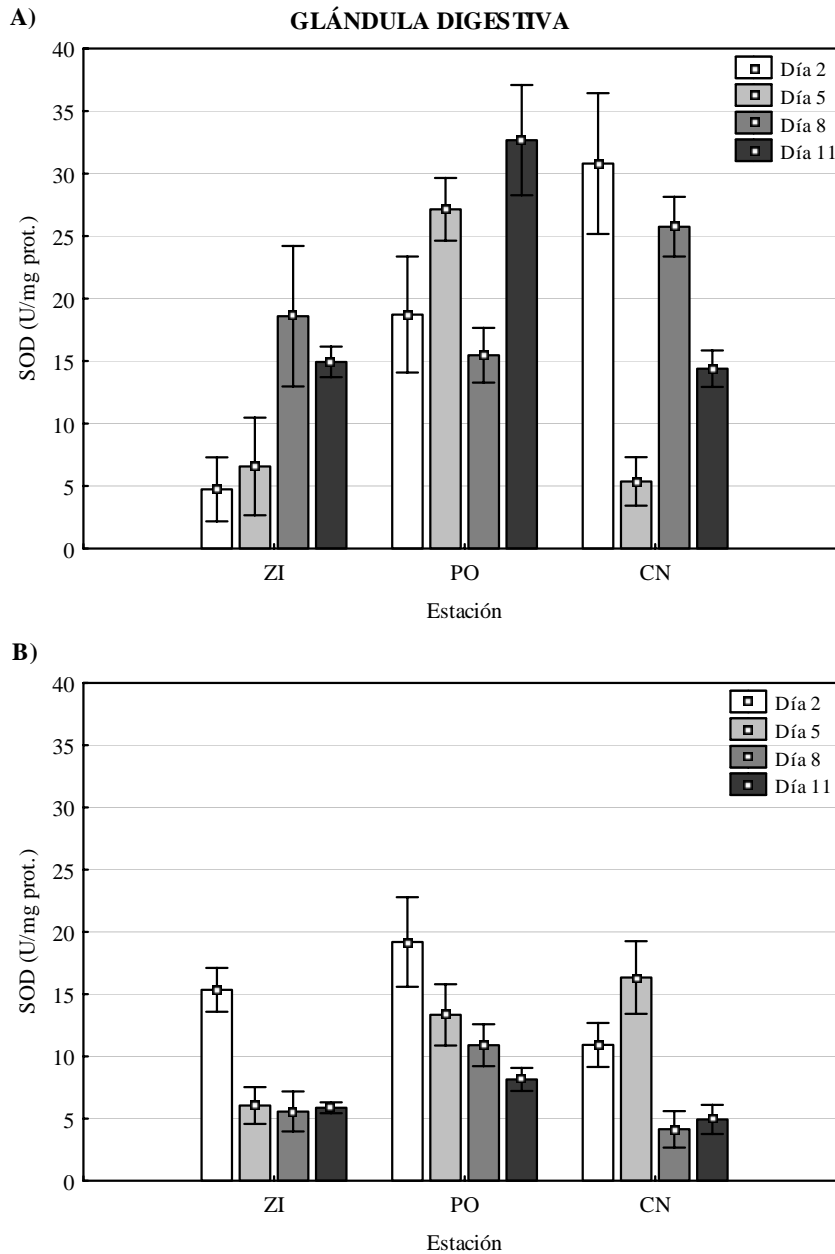 A)
GLÁNDULA DIGESTIVA
40
35
30
25
20
15
10
5
0
SOD (U/mg prot.)
Día 2
Día 5
Día 8
Día 11
ZI PO CN
Estación
B)
40
35
30
25
20
15
10
5
0
SOD (U/mg prot.)
Día 2
Día 5
Día 8
Día 11
ZI PO CN
Estación